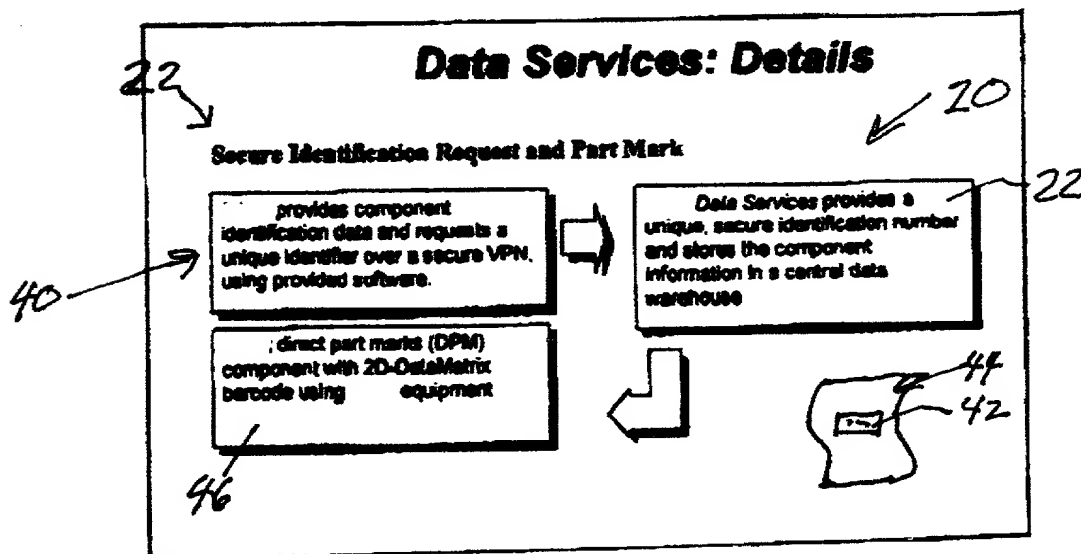 Data Services: Details
22
20
Secure Identification Request and Part Mark
provides component
identification data and requests a
unique identifier over a secure VPN,
using provided software.
40
Data Services provides a
unique, secure identification number
and stores the component
information in a central data
warehouse
22
; direct part marks (DPM)
component with 2D-DataMatrix
barcode using equipment
46
44
42